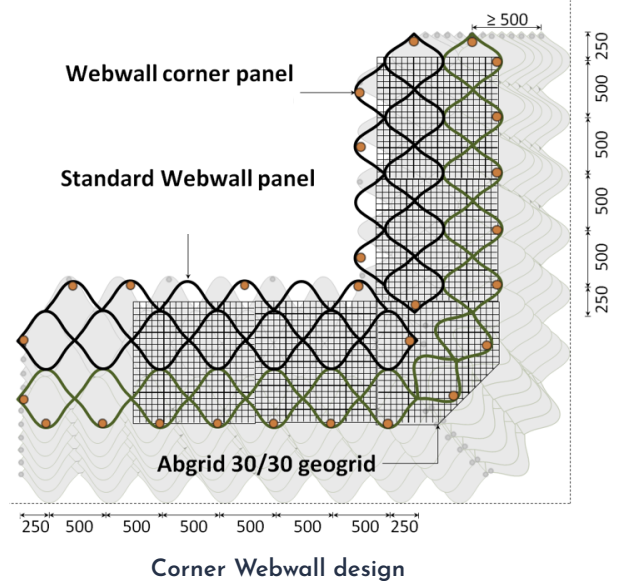 ≥ 500
250
Webwall corner panel
500
500
Standard Webwall panel
500
500
250
Abgrid 30/30 geogrid
250 500 500 500 500 500 500 250
Corner Webwall design